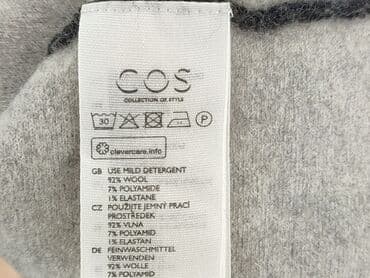 COS
COLLECTION OF STYLE
30 P
clevercare.info
GB USE MILD DETERGENT
92% WOOL
7% POLYAMIDE
1% ELASTANE
CZ POUŽIJTE JEMNÝ PRACÍ
PROSTŘEDEK
92% VLNA
7% POLYAMID
1% ELASTAN
DE FEINWASCHMITTEL
VERWENDEN
92% WOLLE
7% POLYAMID